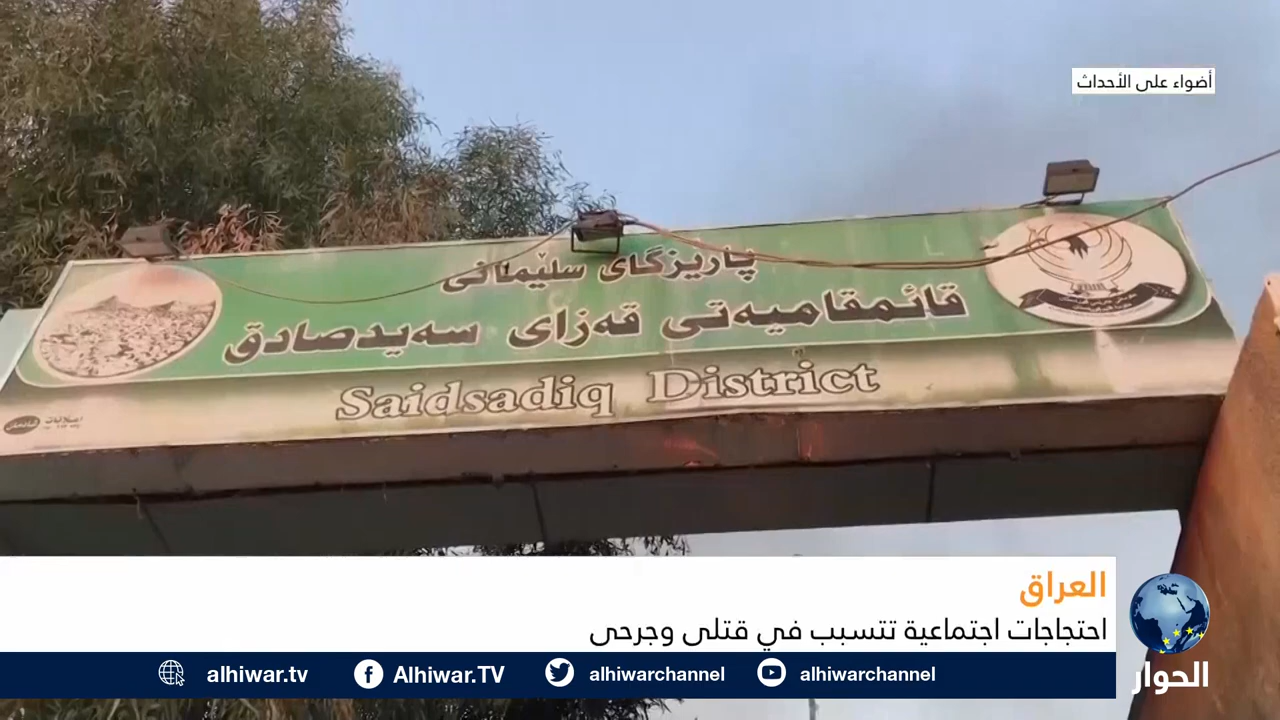 أضواء على الأحداث
پاریزگای سلێمانی
قائمقامیەتی قەزای سەیدصادق
Saidsadiq District
العراق
احتجاجات اجتماعية تتسبب في قتلى وجرحى
alhiwar.tv
Alhiwar.TV
alhiwarchannel
alhiwarchannel
الحوار